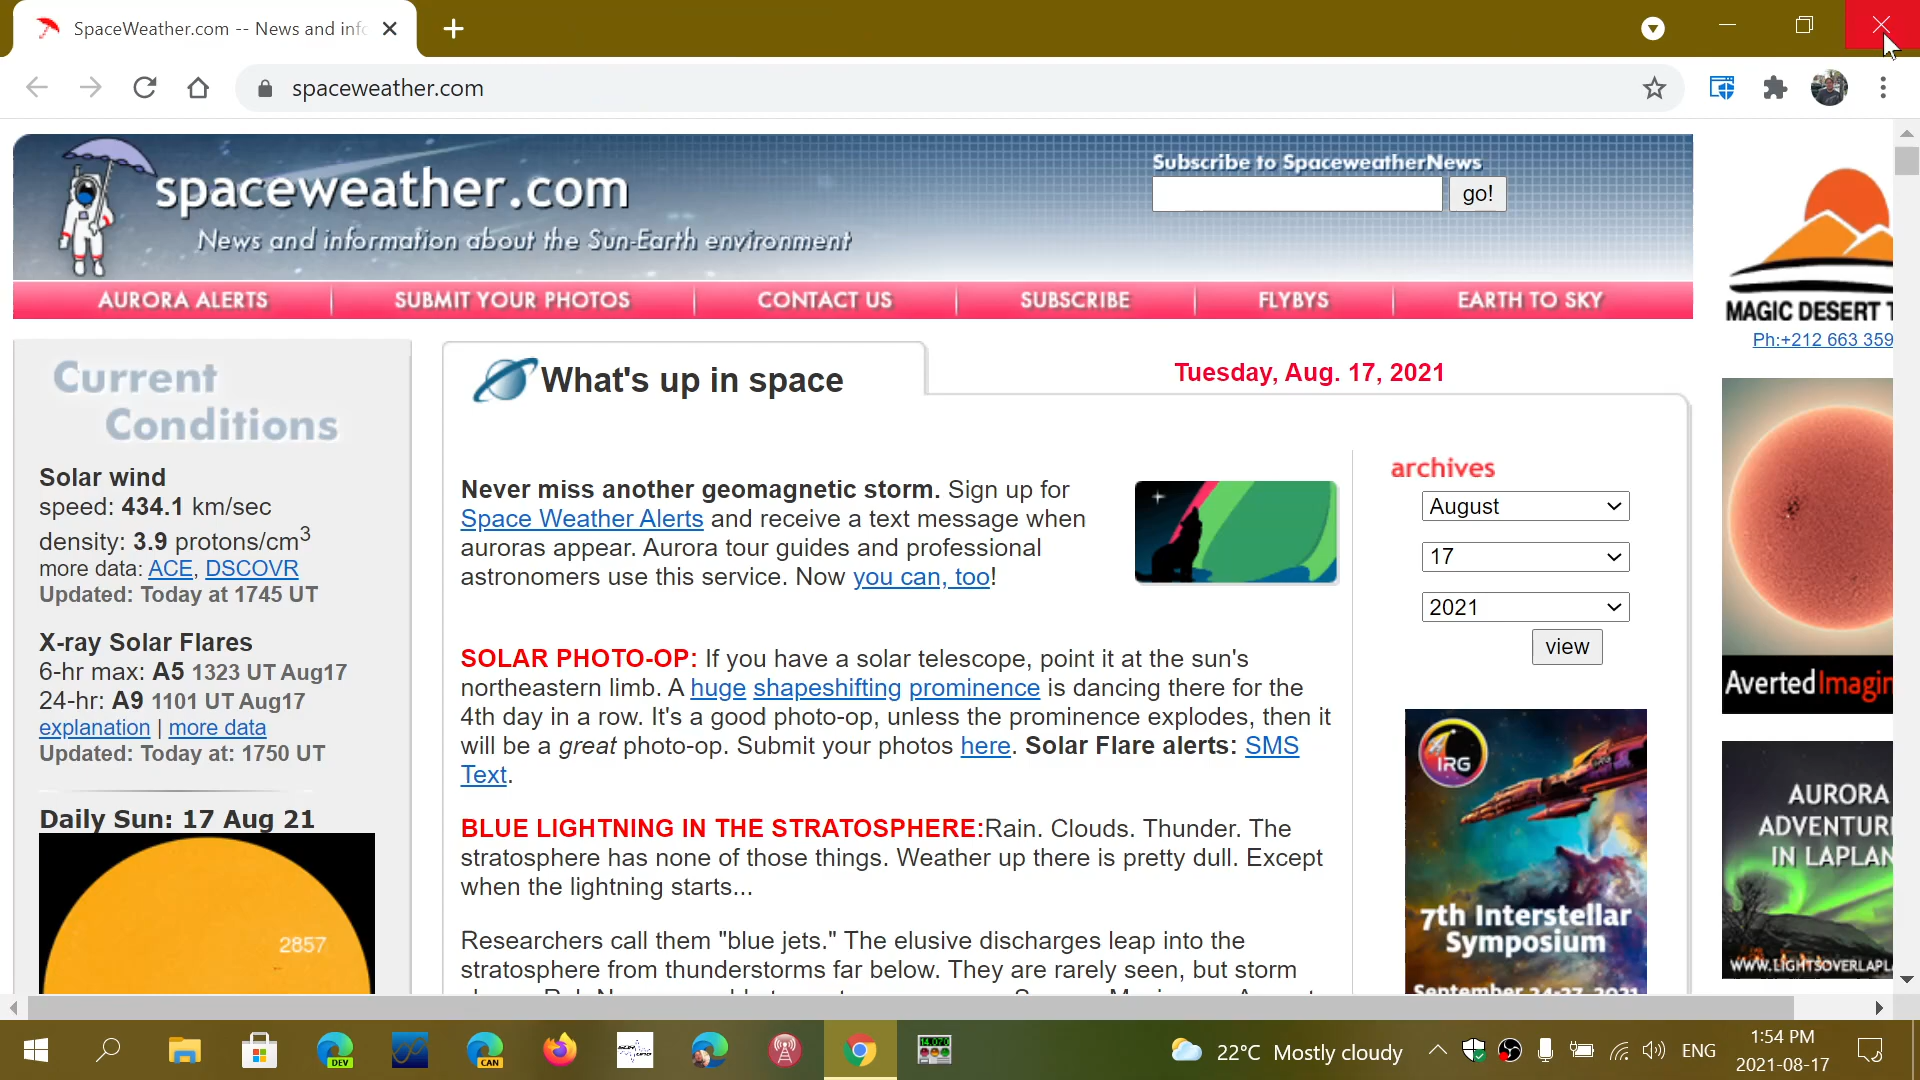 SpaceWeather.com -- News and info
spaceweather.com
spaceweather.com
News and information about the Sun-Earth environment
Subscribe to SpaceweatherNews
go!
AURORA ALERTS
SUBMIT YOUR PHOTOS
CONTACT US
SUBSCRIBE
FLYBYS
EARTH TO SKY
Current
Conditions
Solar wind
speed: 434.1 km/sec
density: 3.9 protons/cm3
more data: ACE, DSCOVR
Updated: Today at 1745 UT
X-ray Solar Flares
6-hr max: A5 1323 UT Aug17
24-hr: A9 1101 UT Aug17
explanation | more data
Updated: Today at: 1750 UT
Daily Sun: 17 Aug 21
2857
What's up in space
Tuesday, Aug. 17, 2021
Never miss another geomagnetic storm. Sign up for
Space Weather Alerts and receive a text message when
auroras appear. Aurora tour guides and professional
astronomers use this service. Now you can, too!
SOLAR PHOTO-OP: If you have a solar telescope, point it at the sun's
northeastern limb. A huge shapeshifting prominence is dancing there for the
4th day in a row. It's a good photo-op, unless the prominence explodes, then it
will be a great photo-op. Submit your photos here. Solar Flare alerts: SMS
Text.
BLUE LIGHTNING IN THE STRATOSPHERE:Rain. Clouds. Thunder. The
stratosphere has none of those things. Weather up there is pretty dull. Except
when the lightning starts...
Researchers call them "blue jets." The elusive discharges leap into the
stratosphere from thunderstorms far below. They are rarely seen, but storm
archives
August
17
2021
view
IRG
7th Interstellar
Symposium
September 24-27, 2021
MAGIC DESERT T
Ph:+212 663 359
AvertedImagin
AURORA
ADVENTUR
IN LAPLAN
WWW.LIGHTSOVERLAPL
DEV
CAN
14.070
22°C Mostly cloudy
ENG
1:54 PM
2021-08-17